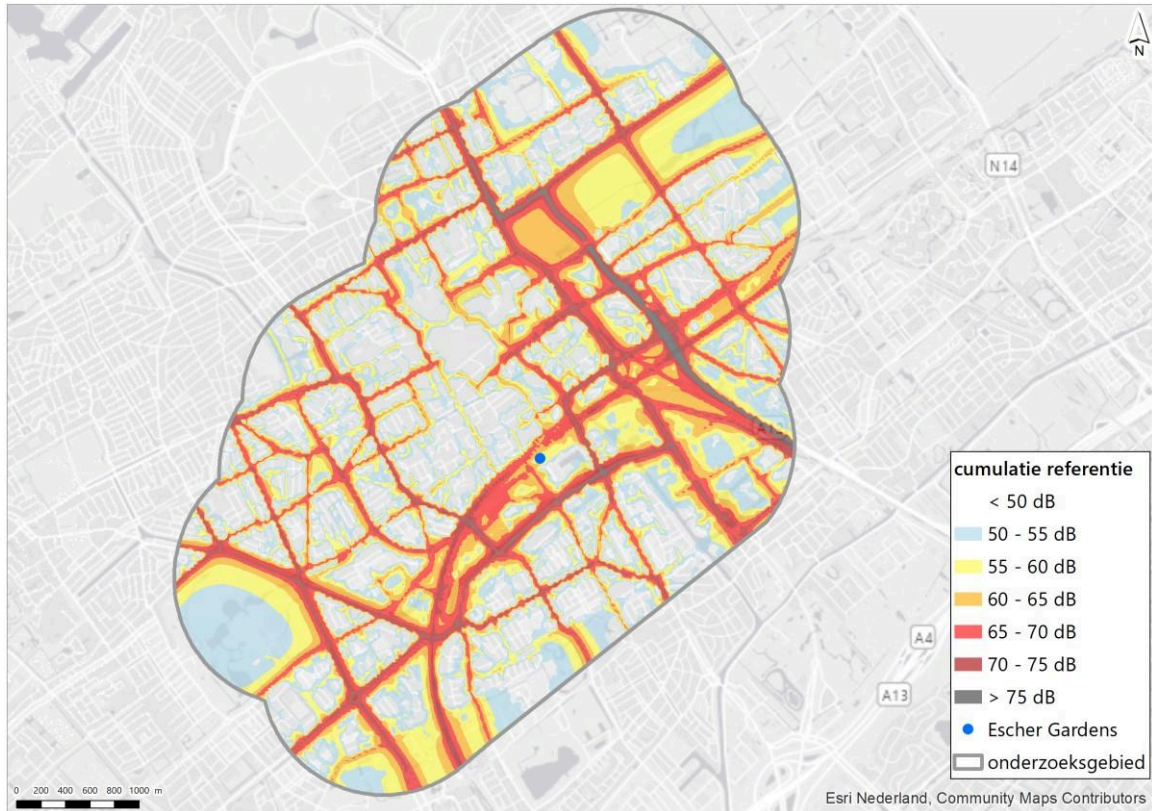 N
N14
A12
cumulatie referentie
< 50 dB
50 - 55 dB
55 - 60 dB
60 - 65 dB
65 - 70 dB
70 - 75 dB
> 75 dB
Escher Gardens
onderzoeksgebied
A4
A13
0 200 400 600 800 1000 m
Esri Nederland, Community Maps Contributors